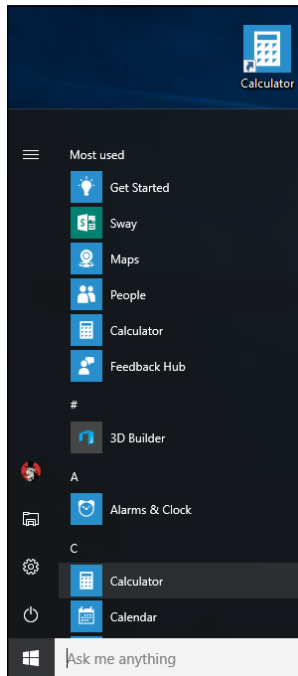 Calculator
Most used
Get Started
Sway
Maps
People
Calculator
Feedback Hub
#
3D Builder
A
Alarms & Clock
C
Calculator
Calendar
Ask me anything